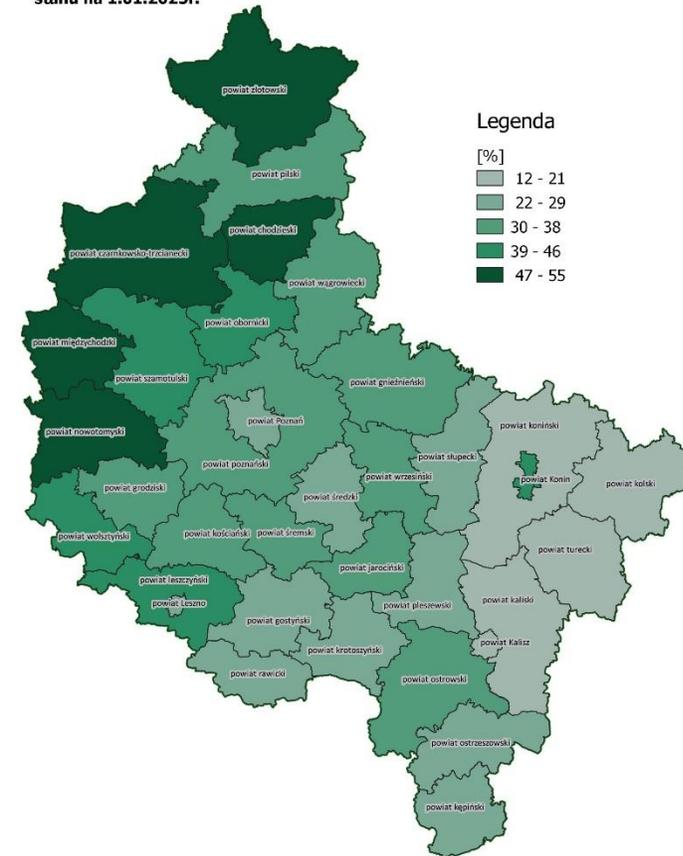 stanu na 1.01.2023r.
powiat złotowski
Legenda
[%]
12 - 21
22 - 29
30 - 38
39 - 46
47 - 55
powiat pilski
powiat chodzieski
powiat czarnkowsko-trzcianecki
powiat wągrowiecki
powiat obornicki
powiat międzychodzki
powiat szamotulski
powiat gnieźnieński
powiat Poznań
powiat koniński
powiat nowotomyski
powiat słupecki
powiat poznański
powiat wrzesiński
powiat Konin
powiat kolski
powiat grodziski
powiat średzki
powiat kościański
powiat śremski
powiat wolsztyński
powiat turecki
powiat jarociński
powiat leszczyński
powiat kaliski
powiat Leszno
powiat pleszewski
powiat gostyński
powiat Kalisz
powiat krotoszyński
powiat rawicki
powiat ostrowski
powiat ostrzeszowski
powiat kępiński